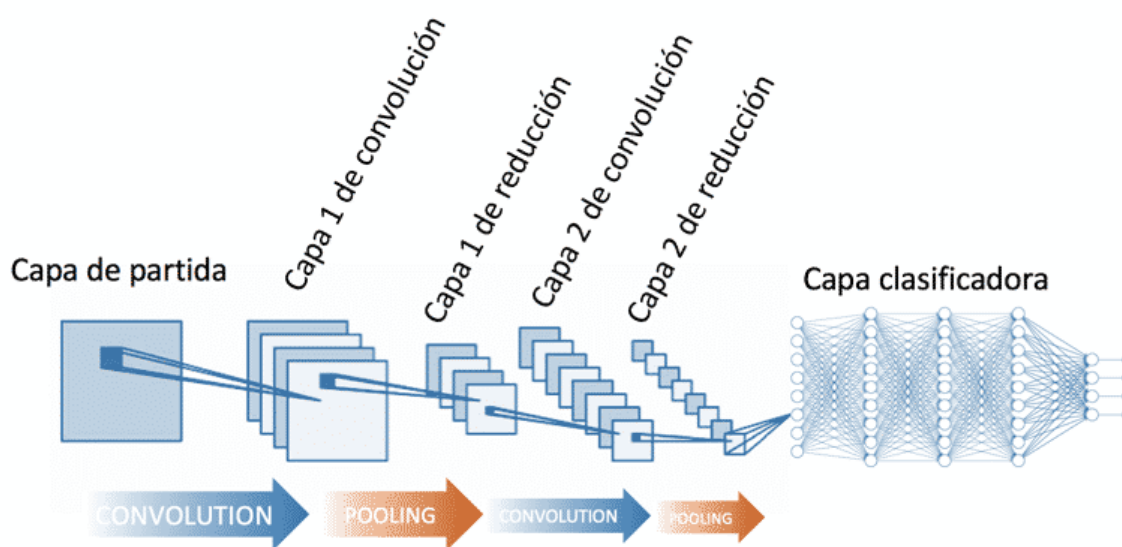 Capa de partida
Capa 1 de convolución
Capa 1 de reducción
Capa 2 de convolución
Capa 2 de reducción
Capa clasificadora
CONVOLUTION
POOLING
CONVOLUTION
POOLING